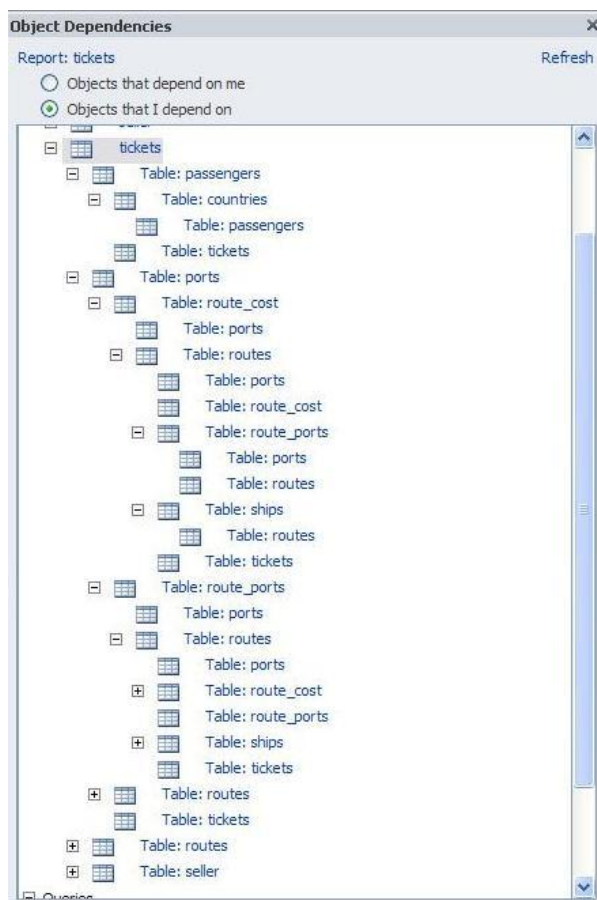 Object Dependencies
Report: tickets Refresh
Objects that depend on me
Objects that I depend on
tickets
Table: passengers
Table: countries
Table: passengers
Table: tickets
Table: ports
Table: route_cost
Table: ports
Table: routes
Table: ports
Table: route_cost
Table: route_ports
Table: ports
Table: routes
Table: ships
Table: routes
Table: tickets
Table: route_ports
Table: ports
Table: routes
Table: ports
Table: route_cost
Table: route_ports
Table: ships
Table: tickets
Table: routes
Table: tickets
Table: routes
Table: seller
Queries